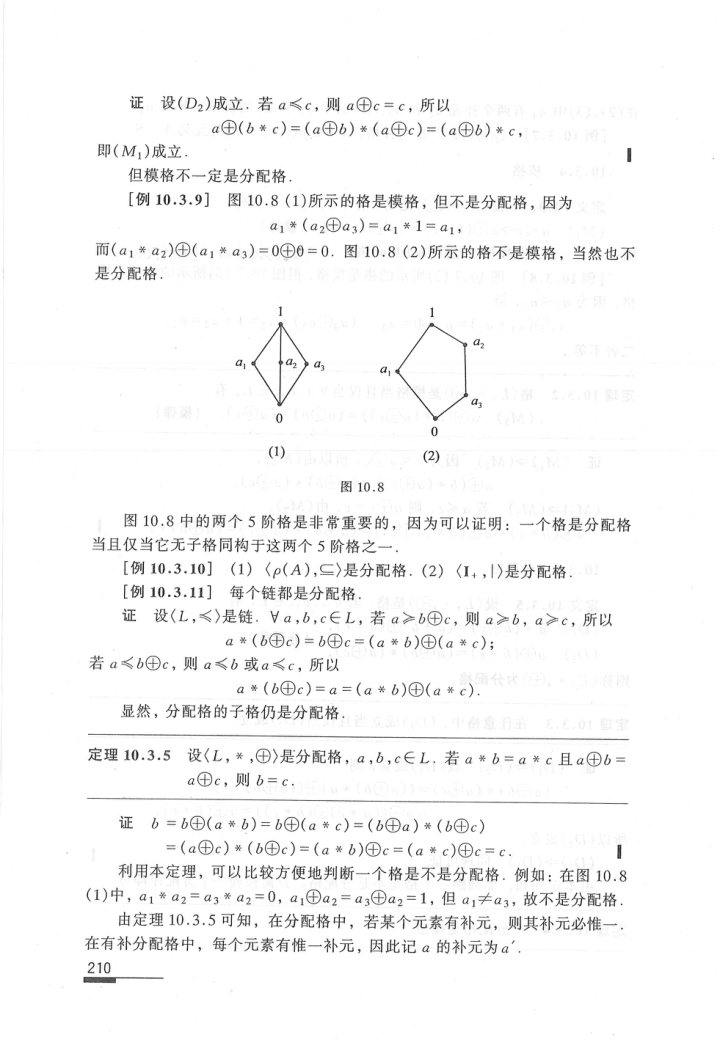 证 设(D₂)成立. 若 a≤c, 则 a⊕c=c, 所以
a⊕(b*c)=(a⊕b)*(a⊕c)=(a⊕b)*c,
即(M₁)成立.
但模格不一定是分配格.
[例 10.3.9] 图 10.8 (1)所示的格是模格, 但不是分配格, 因为
a₁*(a₂⊕a₃)=a₁*1=a₁,
而(a₁*a₂)⊕(a₁*a₃)=0⊕0=0. 图 10.8 (2)所示的格不是模格, 当然也不
是分配格.
1
a₁ a₂ a₃
0
(1)
1
a₂
a₁
a₃
0
(2)
图 10.8
图 10.8 中的两个 5 阶格是非常重要的, 因为可以证明: 一个格是分配格
当且仅当它无子格同构于这两个 5 阶格之一.
[例 10.3.10] (1) 〈ρ(A),⊆〉是分配格. (2) 〈I₊,|〉是分配格.
[例 10.3.11] 每个链都是分配格.
证 设〈L,≤〉是链. ∀a,b,c∈L, 若 a≥b⊕c, 则 a≥b, a≥c, 所以
a*(b⊕c)=b⊕c=(a*b)⊕(a*c);
若 a≤b⊕c, 则 a≤b 或 a≤c, 所以
a*(b⊕c)=a=(a*b)⊕(a*c).
显然, 分配格的子格仍是分配格.
定理 10.3.5 设〈L,*,⊕〉是分配格, a,b,c∈L. 若 a*b=a*c 且 a⊕b=
a⊕c, 则 b=c.
证 b=b⊕(a*b)=b⊕(a*c)=(b⊕a)*(b⊕c)
=(a⊕c)*(b⊕c)=(a*b)⊕c=(a*c)⊕c=c.
利用本定理, 可以比较方便地判断一个格是不是分配格. 例如: 在图 10.8
(1)中, a₁*a₂=a₃*a₂=0, a₁⊕a₂=a₃⊕a₂=1, 但 a₁≠a₃, 故不是分配格.
由定理 10.3.5 可知, 在分配格中, 若某个元素有补元, 则其补元必惟一.
在有补分配格中, 每个元素有惟一补元, 因此记 a 的补元为 a′.
210